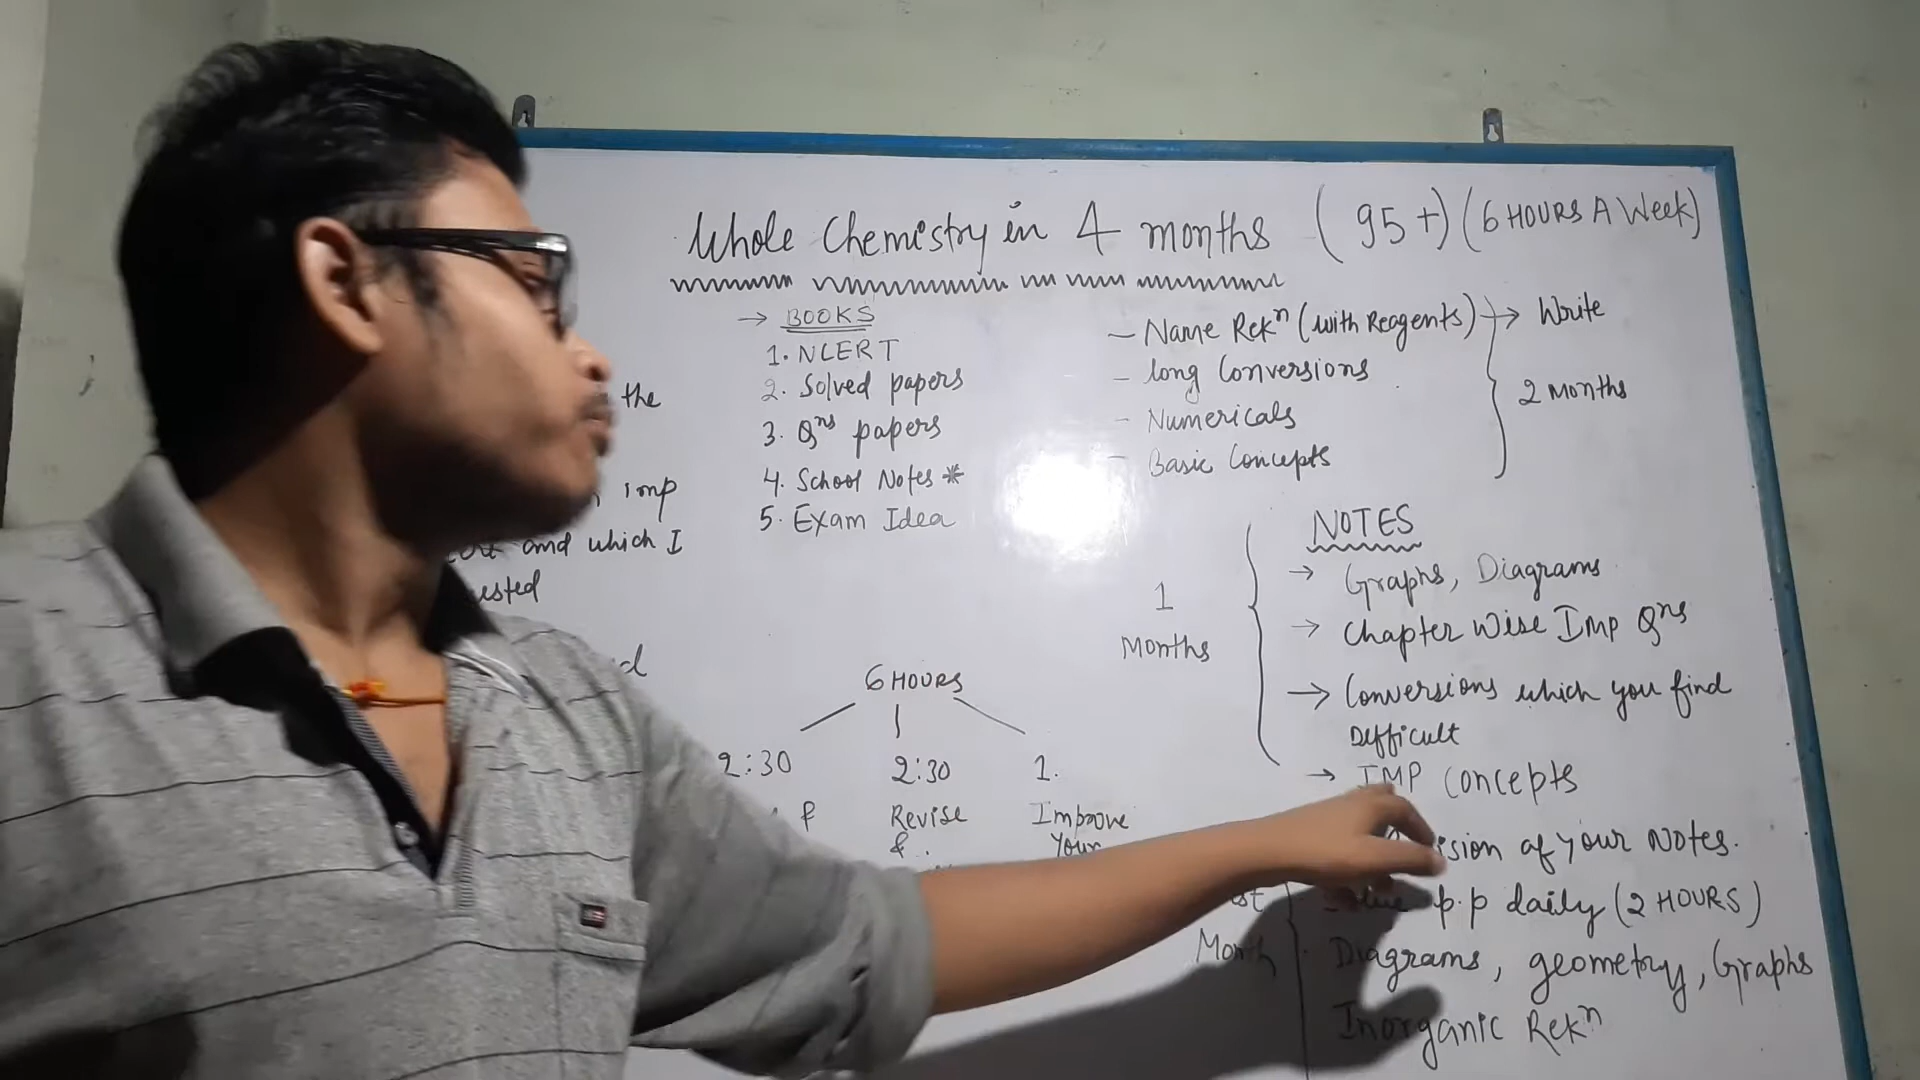 Whole Chemistry in 4 months (95+) (6 HOURS A Week)
→ BOOKS
1. NCERT
2. Solved papers
3. Qns papers
4. School Notes *
5. Exam Idea
the
imp
and which I
ested
- Name Rekn (with Reagents) → Write
- long Conversions
- Numericals
- Basic Concepts
2 Months
NOTES
→ Graphs, Diagrams
→ Chapter Wise Imp Qns
→ Conversions which you find
Difficult
→ IMP Concepts
1
Months
6 HOURS
2:30
2:30
1.
&
Revise
&
Improve
Your
ision of your Notes.
p.p daily (2 HOURS)
Diagrams, geometry, Graphs
Inorganic Rekn
st
Month